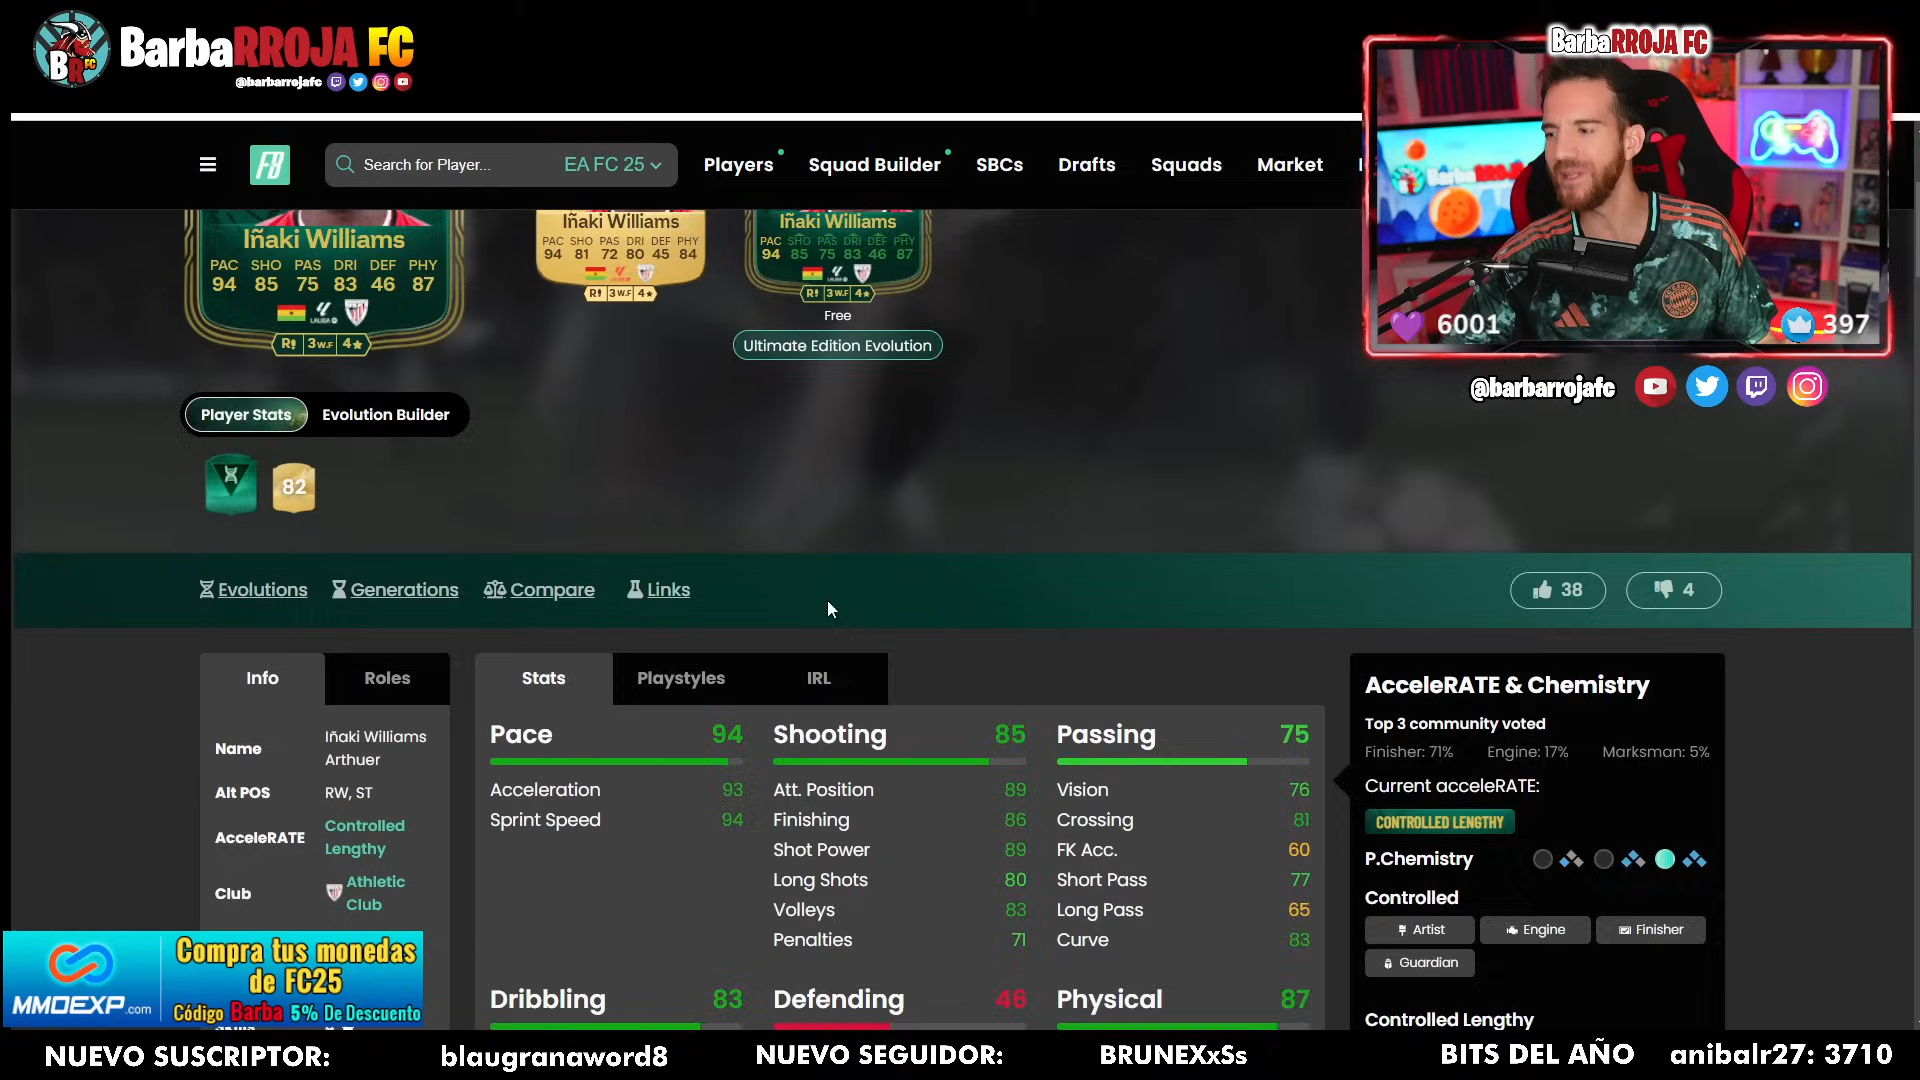 BarbaRROJA FC
@barbarrojafc
BarbaRROJA FC
6001
397
@barbarrojafc
Search for Player...
EA FC 25
Players
Squad Builder
SBCs
Drafts
Squads
Market
Iñaki Williams
PAC SHO PAS DRI DEF PHY
94 85 75 83 46 87
R! 3 W.F 4★
Iñaki Williams
PAC SHO PAS DRI DEF PHY
94 81 72 80 45 84
R! 3 W.F 4★
Iñaki Williams
PAC SHO PAS DRI DEF PHY
94 85 75 83 46 87
R! 3 W.F 4★
Free
Ultimate Edition Evolution
Player Stats
Evolution Builder
82
Evolutions
Generations
Compare
Links
38
4
Info
Roles
Name Iñaki Williams
Arthuer
Alt POS RW, ST
AcceleRATE Controlled
Lengthy
Club Athletic
Club
Stats
Playstyles
IRL
Pace 94
Acceleration 93
Sprint Speed 94
Shooting 85
Att. Position 89
Finishing 86
Shot Power 89
Long Shots 80
Volleys 83
Penalties 71
Passing 75
Vision 76
Crossing 81
FK Acc. 60
Short Pass 77
Long Pass 65
Curve 83
Dribbling 83
Defending 46
Physical 87
AcceleRATE & Chemistry
Top 3 community voted
Finisher: 71% Engine: 17% Marksman: 5%
Current acceleRATE:
CONTROLLED LENGTHY
P.Chemistry
Controlled
Artist
Engine
Finisher
Guardian
Controlled Lengthy
MMOEXP.com
Compra tus monedas
de FC25
Código Barba 5% De Descuento
NUEVO SUSCRIPTOR: blaugranaword8
NUEVO SEGUIDOR: BRUNEXxSs
BITS DEL AÑO anibalr27: 3710